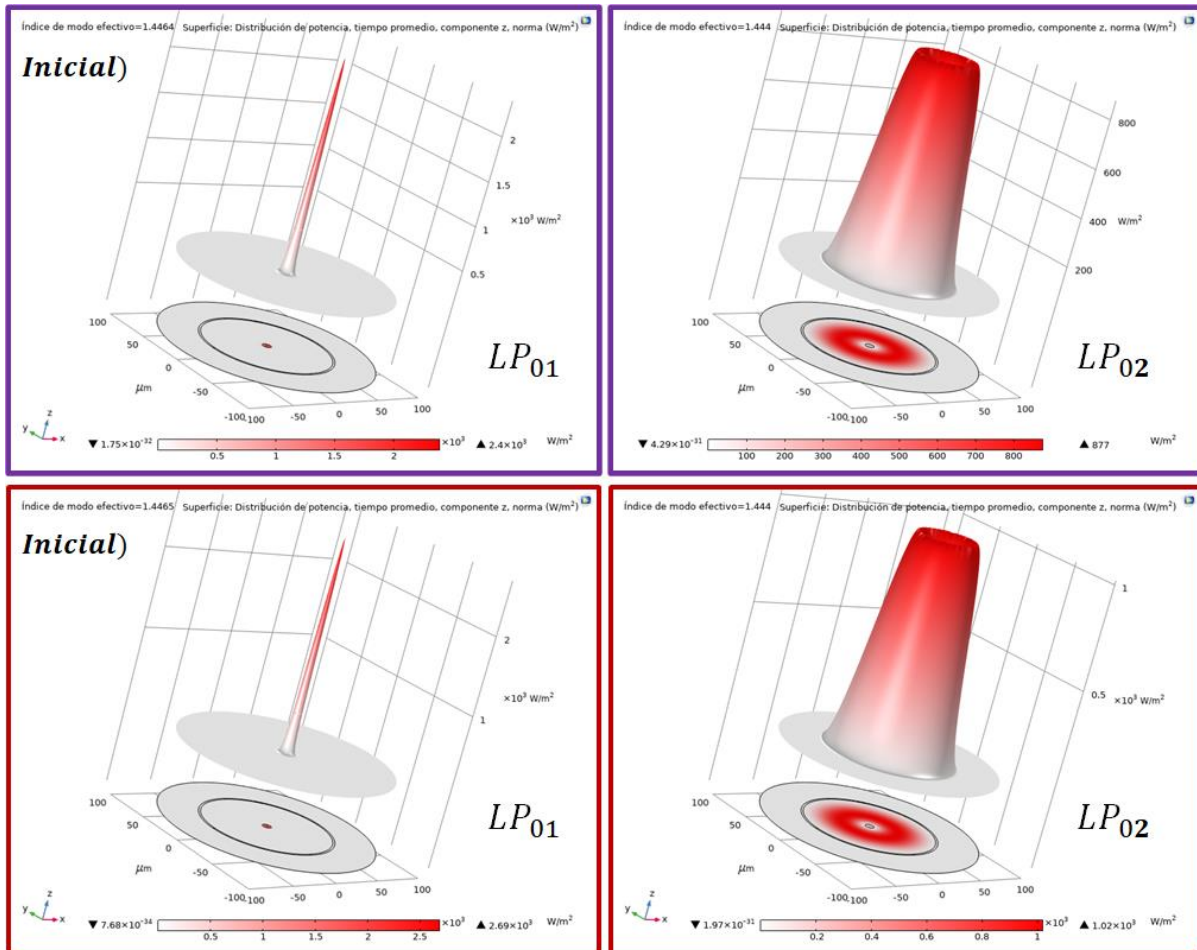 Índice de modo efectivo=1.4464 Superficie: Distribución de potencia, tiempo promedio, componente z, norma (W/m²)
Inicial)
2
1.5
×10³ W/m²
1
0.5
100
50
0
μm
-50
-100
-100
0
50
100
LP₀₁
y z x
▼ 1.75×10⁻³² ×10³ ▲ 2.4×10³ W/m²
0.5 1 1.5 2
Índice de modo efectivo=1.444 Superficie: Distribución de potencia, tiempo promedio, componente z, norma (W/m²)
800
600
400 W/m²
200
100
50
0
μm
-50
-100
-100
0
50
100
LP₀₂
y z x
▼ 4.29×10⁻³¹ ▲ 877 W/m²
100 200 300 400 500 600 700 800
Índice de modo efectivo=1.4465 Superficie: Distribución de potencia, tiempo promedio, componente z, norma (W/m²)
Inicial)
2
×10³ W/m²
1
100
50
0
μm
-50
-100
-100
0
50
100
LP₀₁
y z x
▼ 7.68×10⁻³⁴ ×10³ ▲ 2.69×10³ W/m²
0.5 1 1.5 2 2.5
Índice de modo efectivo=1.444 Superficie: Distribución de potencia, tiempo promedio, componente z, norma (W/m²)
1
0.5 ×10³ W/m²
100
50
0
μm
-50
-100
-100
0
50
100
LP₀₂
y z x
▼ 1.97×10⁻³¹ ×10³ ▲ 1.02×10³ W/m²
0.2 0.4 0.6 0.8 1